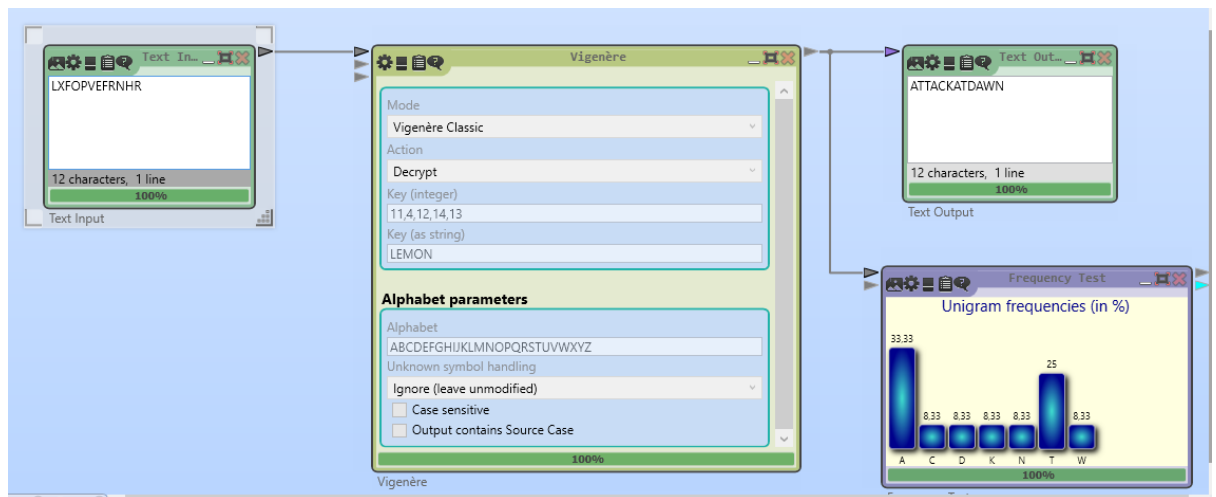 Text In…
LXFOPVEFRNHR
12 characters, 1 line
100%
Text Input
Vigenère
Mode
Vigenère Classic
Action
Decrypt
Key (integer)
11,4,12,14,13
Key (as string)
LEMON
Alphabet parameters
Alphabet
ABCDEFGHIJKLMNOPQRSTUVWXYZ
Unknown symbol handling
Ignore (leave unmodified)
Case sensitive
Output contains Source Case
100%
Vigenère
Text Out…
ATTACKATDAWN
12 characters, 1 line
100%
Text Output
Frequency Test
Unigram frequencies (in %)
33.33
25
8.33 8.33 8.33 8.33 8.33
A C D K N T W
100%